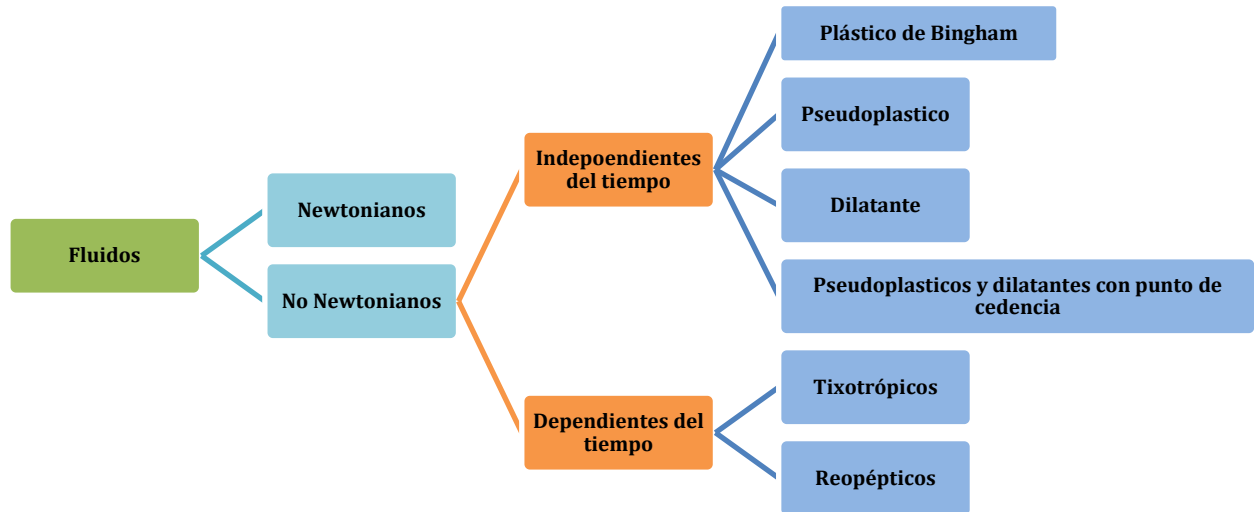 Fluidos
Newtonianos
No Newtonianos
Indepoendientes
del tiempo
Dependientes del
tiempo
Plástico de Bingham
Pseudoplastico
Dilatante
Pseudoplasticos y dilatantes con punto de
cedencia
Tixotrópicos
Reopépticos